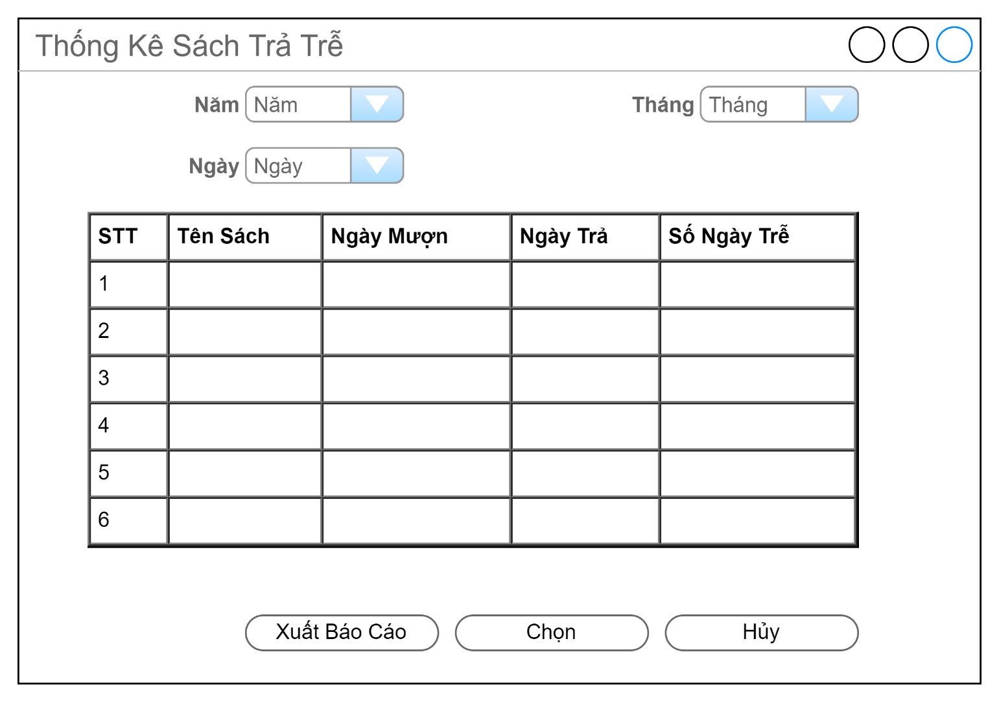 Thống Kê Sách Trả Trễ
Năm Năm Tháng Tháng
Ngày Ngày
STT Tên Sách Ngày Mượn Ngày Trả Số Ngày Trễ
1
2
3
4
5
6
Xuất Báo Cáo Chọn Hủy